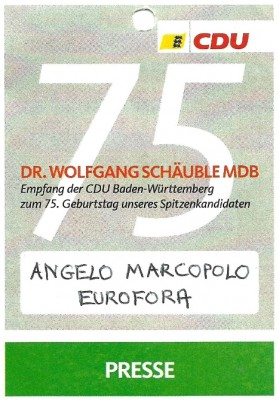 CDU
75
DR. WOLFGANG SCHÄUBLE MDB
Empfang der CDU Baden-Württemberg
zum 75. Geburtstag unseres Spitzenkandidaten
ANGELO MARCOPOLO
EUROFORA
PRESSE